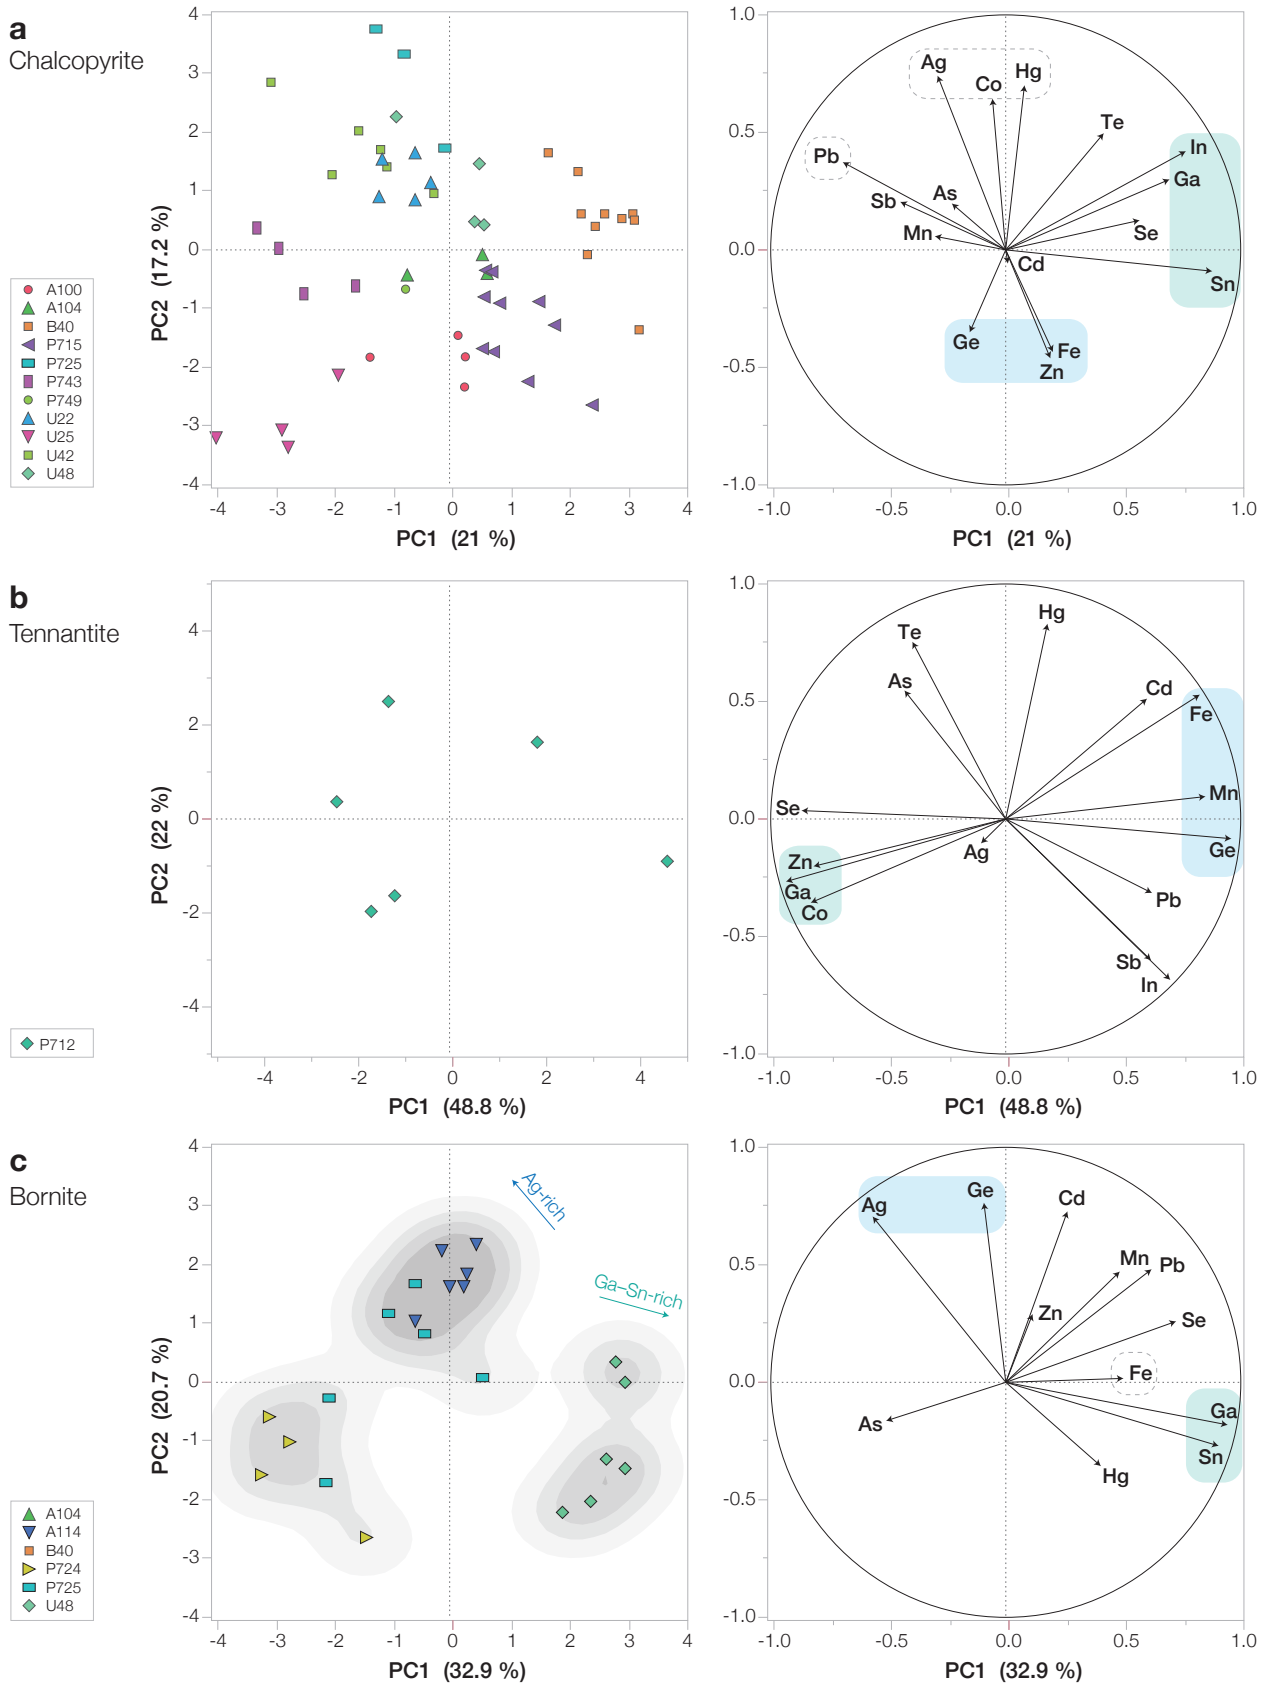 a
Chalcopyrite
4
3
2
1
0
-1
-2
-3
-4
PC2 (17.2 %)
-4 -3 -2 -1 0 1 2 3 4
PC1 (21 %)
A100
A104
B40
P715
P725
P743
P749
U22
U25
U42
U48
1.0
0.5
0.0
-0.5
-1.0
Ag
Co
Hg
Te
In
Ga
Pb
As
Sb
Mn
Se
Cd
Sn
Ge
Fe
Zn
-1.0 -0.5 0.0 0.5 1.0
PC1 (21 %)
b
Tennantite
4
2
0
-2
-4
PC2 (22 %)
-4 -2 0 2 4
PC1 (48.8 %)
P712
1.0
0.5
0.0
-0.5
-1.0
Hg
Te
As
Cd
Fe
Se
Mn
Ag
Ge
Zn
Ga
Co
Pb
Sb
In
-1.0 -0.5 0.0 0.5 1.0
PC1 (48.8 %)
c
Bornite
4
3
2
1
0
-1
-2
-3
-4
PC2 (20.7 %)
Ag-rich
Ga–Sn-rich
-4 -3 -2 -1 0 1 2 3 4
PC1 (32.9 %)
A104
A114
B40
P724
P725
U48
1.0
0.5
0.0
-0.5
-1.0
Ag
Ge
Cd
Mn
Pb
Zn
Se
Fe
Ga
As
Sn
Hg
-1.0 -0.5 0.0 0.5 1.0
PC1 (32.9 %)